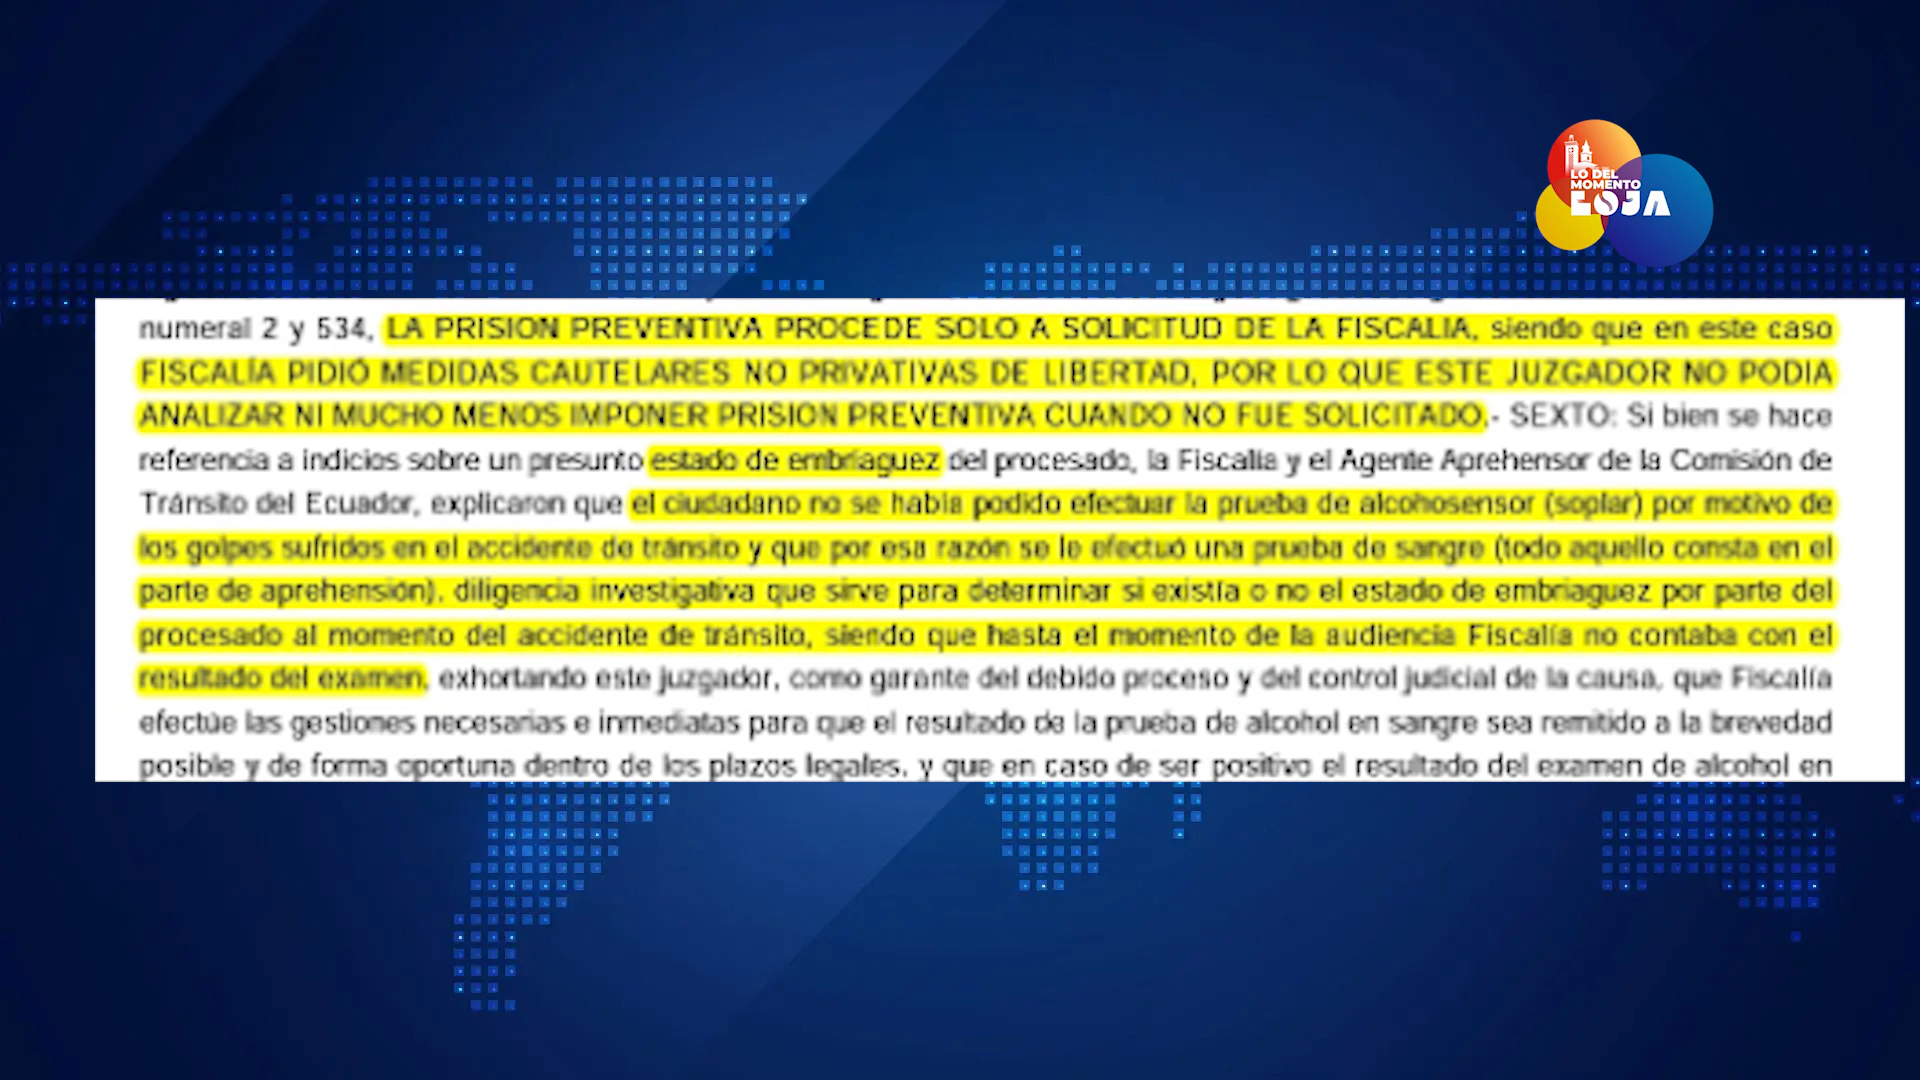 LO DEL
MOMENTO
LOJA
numeral 2 y 534, LA PRISION PREVENTIVA PROCEDE SOLO A SOLICITUD DE LA FISCALIA, siendo que en este caso
FISCALÍA PIDIÓ MEDIDAS CAUTELARES NO PRIVATIVAS DE LIBERTAD, POR LO QUE ESTE JUZGADOR NO PODIA
ANALIZAR NI MUCHO MENOS IMPONER PRISION PREVENTIVA CUANDO NO FUE SOLICITADO.- SEXTO: Si bien se hace
referencia a indicios sobre un presunto estado de embriaguez del procesado, la Fiscalía y el Agente Aprehensor de la Comisión de
Tránsito del Ecuador, explicaron que el ciudadano no se había podido efectuar la prueba de alcohosensor (soplar) por motivo de
los golpes sufridos en el accidente de tránsito y que por esa razón se le efectuó una prueba de sangre (todo aquello consta en el
parte de aprehensión), diligencia investigativa que sirve para determinar si existía o no el estado de embriaguez por parte del
procesado al momento del accidente de tránsito, siendo que hasta el momento de la audiencia Fiscalía no contaba con el
resultado del examen, exhortando este juzgador, como garante del debido proceso y del control judicial de la causa, que Fiscalía
efectúe las gestiones necesarias e inmediatas para que el resultado de la prueba de alcohol en sangre sea remitido a la brevedad
posible y de forma oportuna dentro de los plazos legales, y que en caso de ser positivo el resultado del examen de alcohol en